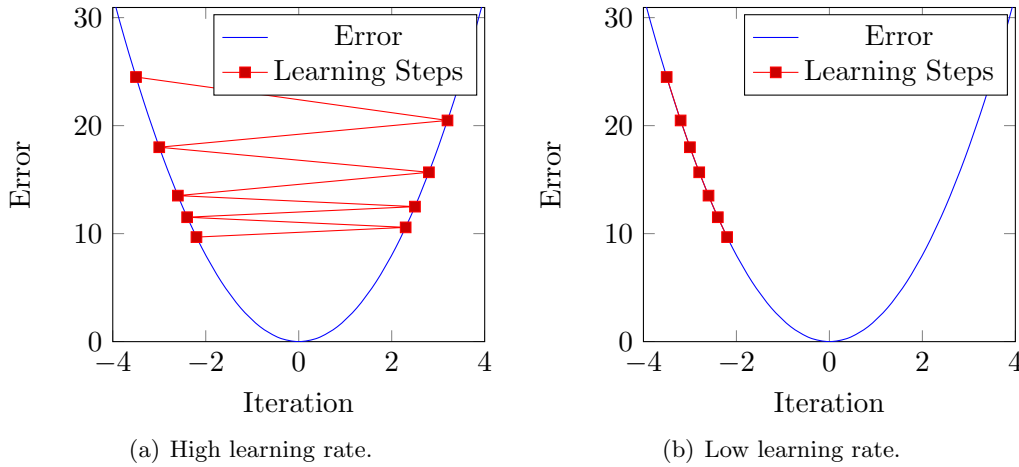 Error
Learning Steps
30
20
10
0
−4
−2
0
2
4
Error
Iteration
(a) High learning rate.
Error
Learning Steps
30
20
10
0
−4
−2
0
2
4
Error
Iteration
(b) Low learning rate.